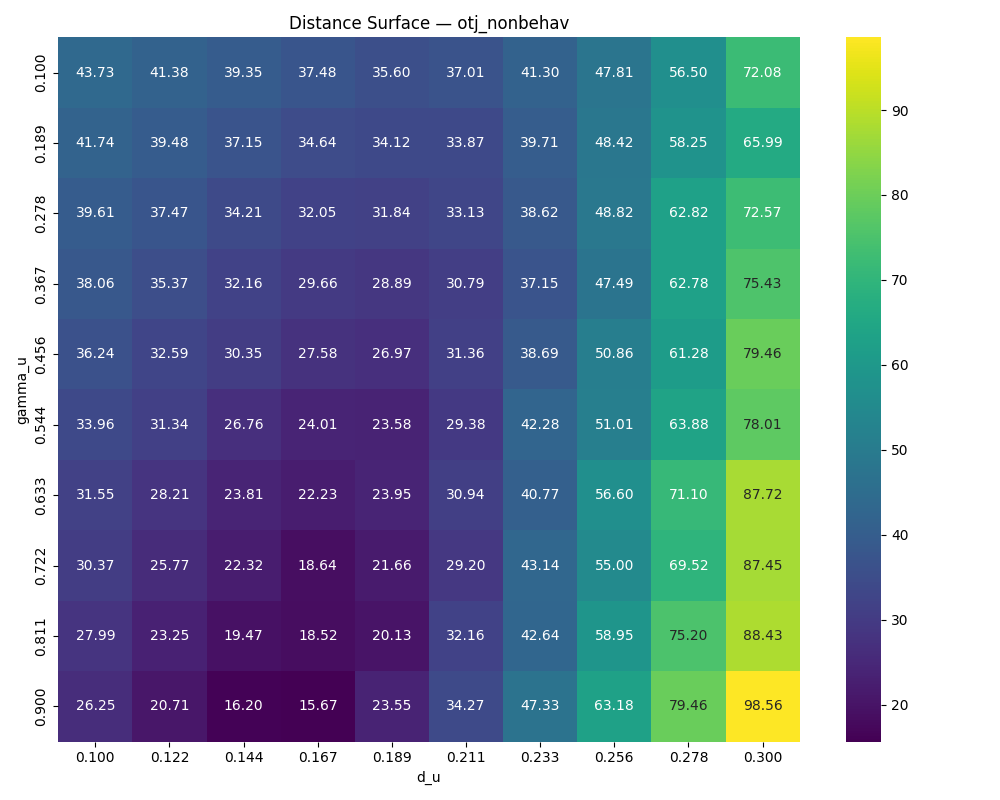 Distance Surface — otj_nonbehav
gamma_u
0.100 43.73 41.38 39.35 37.48 35.60 37.01 41.30 47.81 56.50 72.08
0.189 41.74 39.48 37.15 34.64 34.12 33.87 39.71 48.42 58.25 65.99
0.278 39.61 37.47 34.21 32.05 31.84 33.13 38.62 48.82 62.82 72.57
0.367 38.06 35.37 32.16 29.66 28.89 30.79 37.15 47.49 62.78 75.43
0.456 36.24 32.59 30.35 27.58 26.97 31.36 38.69 50.86 61.28 79.46
0.544 33.96 31.34 26.76 24.01 23.58 29.38 42.28 51.01 63.88 78.01
0.633 31.55 28.21 23.81 22.23 23.95 30.94 40.77 56.60 71.10 87.72
0.722 30.37 25.77 22.32 18.64 21.66 29.20 43.14 55.00 69.52 87.45
0.811 27.99 23.25 19.47 18.52 20.13 32.16 42.64 58.95 75.20 88.43
0.900 26.25 20.71 16.20 15.67 23.55 34.27 47.33 63.18 79.46 98.56
0.100 0.122 0.144 0.167 0.189 0.211 0.233 0.256 0.278 0.300
d_u
90
80
70
60
50
40
30
20